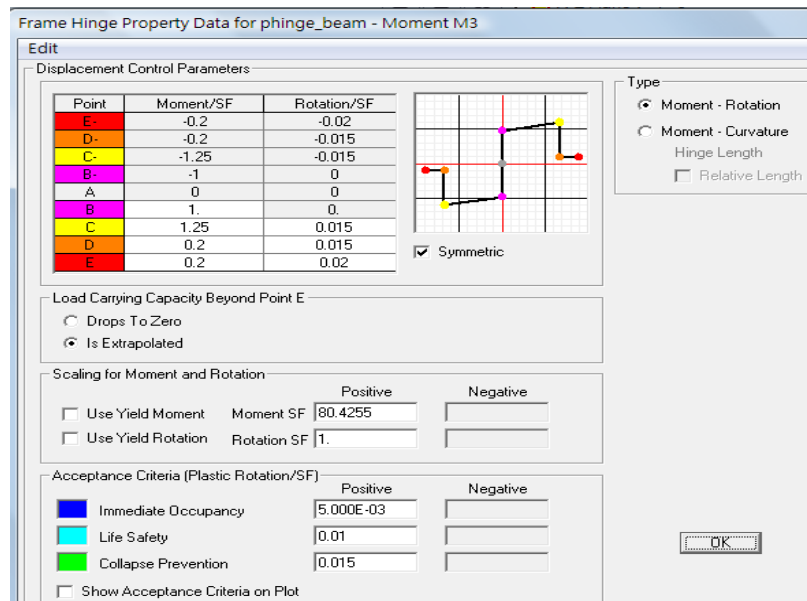 Frame Hinge Property Data for phinge_beam - Moment M3
Edit
Displacement Control Parameters
Point Moment/SF Rotation/SF
E- -0.2 -0.02
D- -0.2 -0.015
C- -1.25 -0.015
B- -1 0
A 0 0
B 1. 0.
C 1.25 0.015
D 0.2 0.015
E 0.2 0.02
Symmetric
Type
Moment - Rotation
Moment - Curvature
Hinge Length
Relative Length
Load Carrying Capacity Beyond Point E
Drops To Zero
Is Extrapolated
Scaling for Moment and Rotation
Positive Negative
Use Yield Moment Moment SF 80.4255
Use Yield Rotation Rotation SF 1.
Acceptance Criteria (Plastic Rotation/SF)
Positive Negative
Immediate Occupancy 5.000E-03
Life Safety 0.01
Collapse Prevention 0.015
Show Acceptance Criteria on Plot
OK